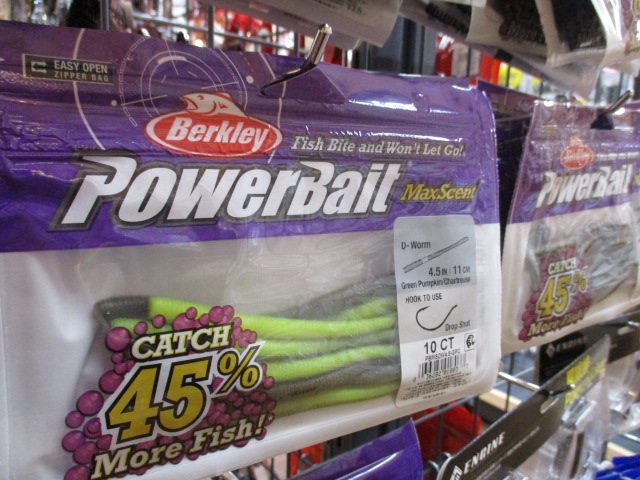 EASY OPEN
ZIPPER BAG
Berkley
Fish Bite and Won't Let Go!
PowerBait
MaxScent
D-Worm
4.5 IN | 11 CM
Green Pumpkin/Chartreuse
HOOK TO USE
Drop Shot
10 CT
CATCH
45%
More Fish!*
Berkley
PowerBait
CATCH
45%
More Fish
ENGINE
ENGINE